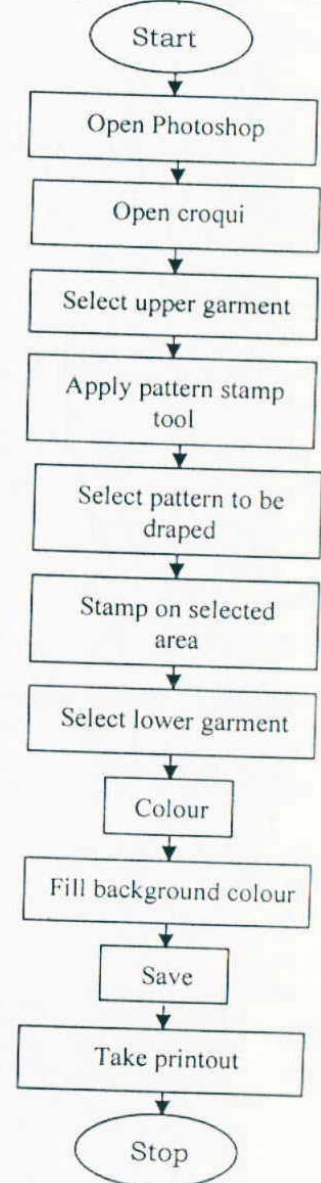 Start
Open Photoshop
Open croqui
Select upper garment
Apply pattern stamp
tool
Select pattern to be
draped
Stamp on selected
area
Select lower garment
Colour
Fill background colour
Save
Take printout
Stop